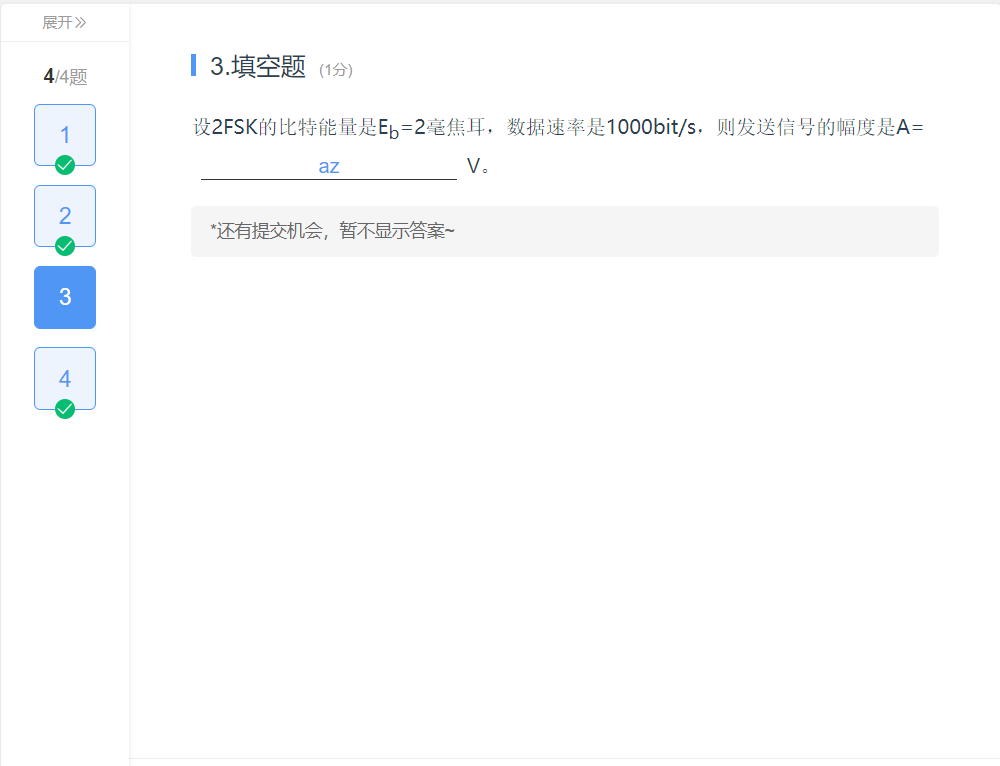 展开>>
4/4题
1
2
3
4
3.填空题 (1分)
设2FSK的比特能量是Eb=2毫焦耳，数据速率是1000bit/s，则发送信号的幅度是A=
az V。
*还有提交机会，暂不显示答案~